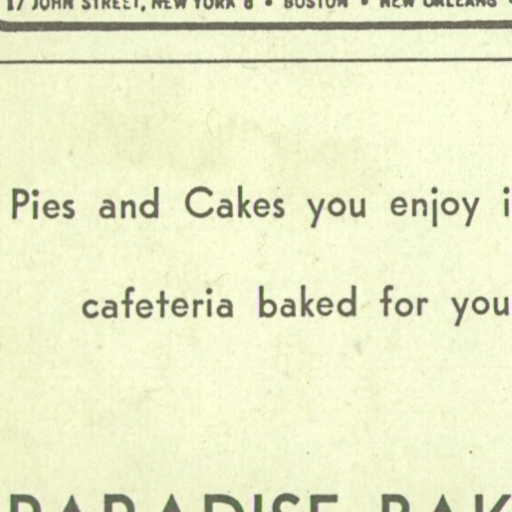 17 JOHN STREET, NEW YORK 8 • BOSTON • NEW ORLEANS
Pies and Cakes you enjoy i
cafeteria baked for you
PARADISE BAK